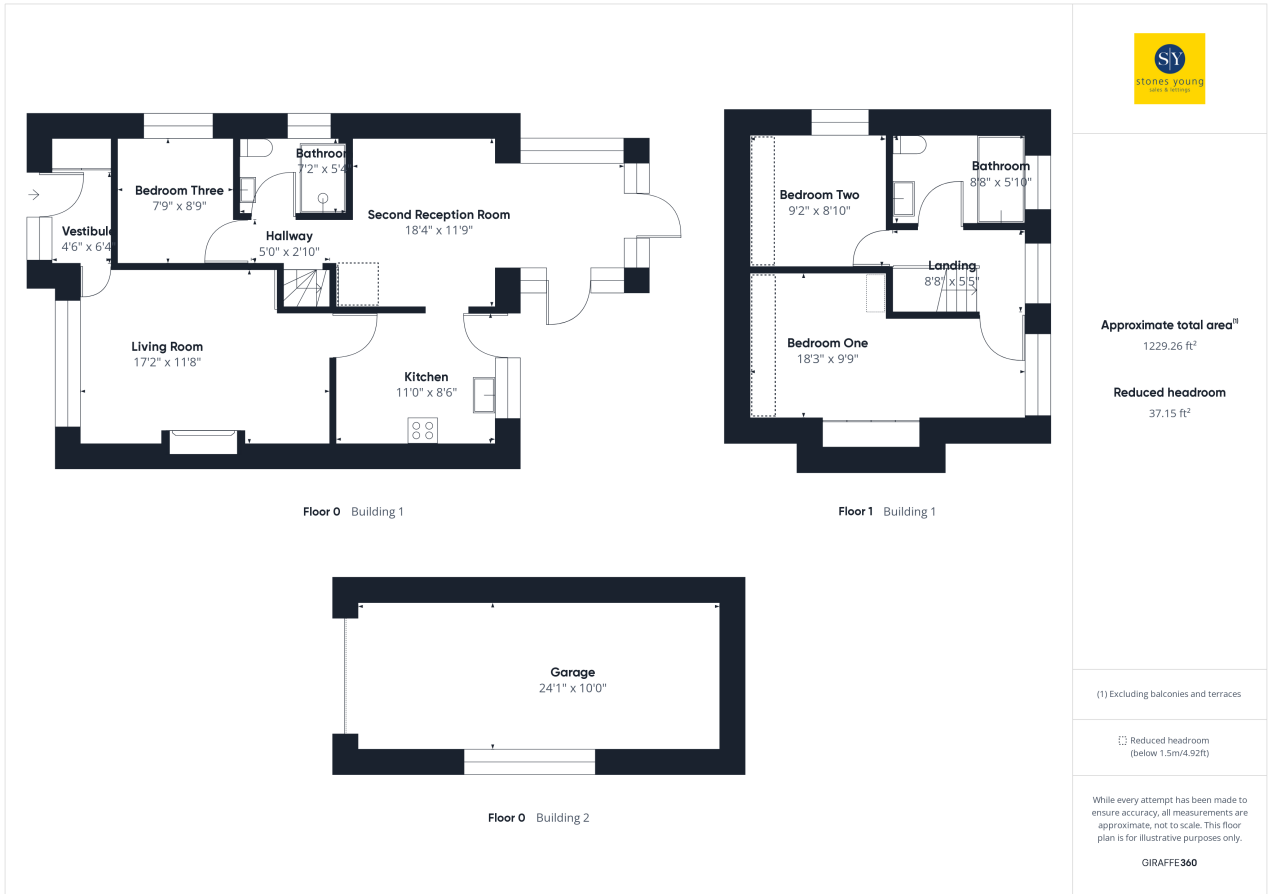 Bathroom
7'2" x 5'4"
Bedroom Three
7'9" x 8'9"
Second Reception Room
18'4" x 11'9"
Vestibule
4'6" x 6'4"
Hallway
5'0" x 2'10"
Living Room
17'2" x 11'8"
Kitchen
11'0" x 8'6"
Floor 0 Building 1
Bathroom
8'8" x 5'10"
Bedroom Two
9'2" x 8'10"
Landing
8'8" x 5'5"
Bedroom One
18'3" x 9'9"
Floor 1 Building 1
Garage
24'1" x 10'0"
Floor 0 Building 2
S|Y
stones young
sales & lettings
Approximate total area(1)
1229.26 ft²
Reduced headroom
37.15 ft²
(1) Excluding balconies and terraces
Reduced headroom
(below 1.5m/4.92ft)
While every attempt has been made to
ensure accuracy, all measurements are
approximate, not to scale. This floor
plan is for illustrative purposes only.
GIRAFFE360